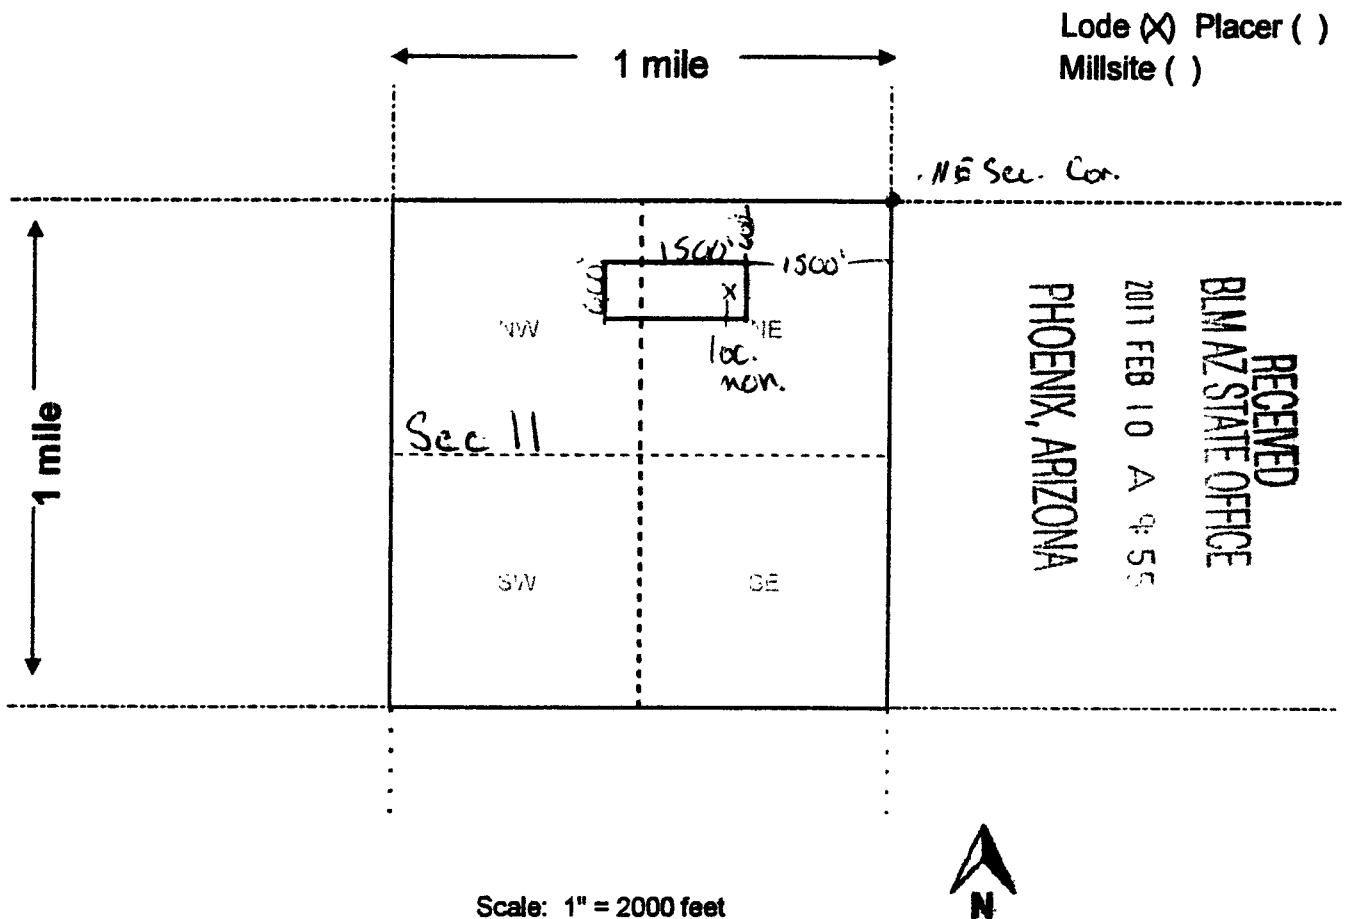 Lode (X) Placer ( )
Millsite ( )
1 mile
NE Sec. Cor.
1500'
1500'
600'
X
NW
NE
loc.
mon.
Sec 11
1 mile
SW
SE
RECEIVED
BLM AZ STATE OFFICE
2017 FEB 10 A 9:55
PHOENIX, ARIZONA
Scale: 1" = 2000 feet
N